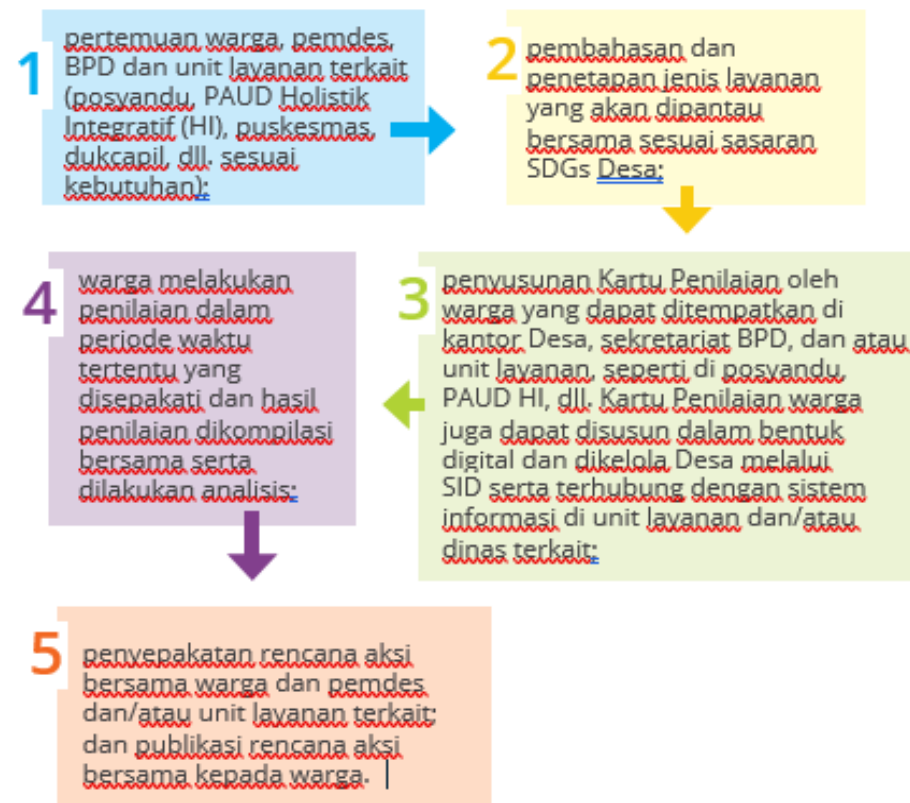 1
pertemuan warga, pemdes,
BPD dan unit layanan terkait
(posyandu, PAUD Holistik
Integratif (HI), puskesmas,
dukcapil, dll. sesuai
kebutuhan);
2
pembahasan dan
penetapan jenis layanan
yang akan dipantau
bersama sesuai sasaran
SDGs Desa;
3
penyusunan Kartu Penilaian oleh
warga yang dapat ditempatkan di
kantor Desa, sekretariat BPD, dan atau
unit layanan, seperti di posyandu,
PAUD HI, dll. Kartu Penilaian warga
juga dapat disusun dalam bentuk
digital dan dikelola Desa melalui
SID serta terhubung dengan sistem
informasi di unit layanan dan/atau
dinas terkait;
4
warga melakukan
penilaian dalam
periode waktu
tertentu yang
disepakati dan hasil
penilaian dikompilasi
bersama serta
dilakukan analisis;
5
penyepakatan rencana aksi
bersama warga dan pemdes
dan/atau unit layanan terkait;
dan publikasi rencana aksi
bersama kepada warga.